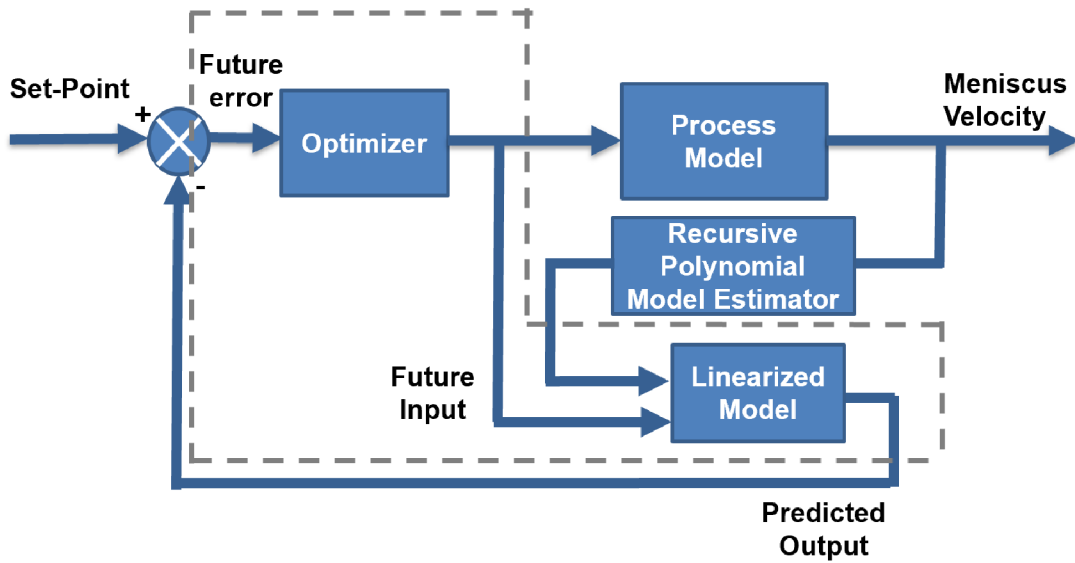 Set-Point
+
-
Future
error
Optimizer
Process
Model
Meniscus
Velocity
Recursive
Polynomial
Model Estimator
Future
Input
Linearized
Model
Predicted
Output